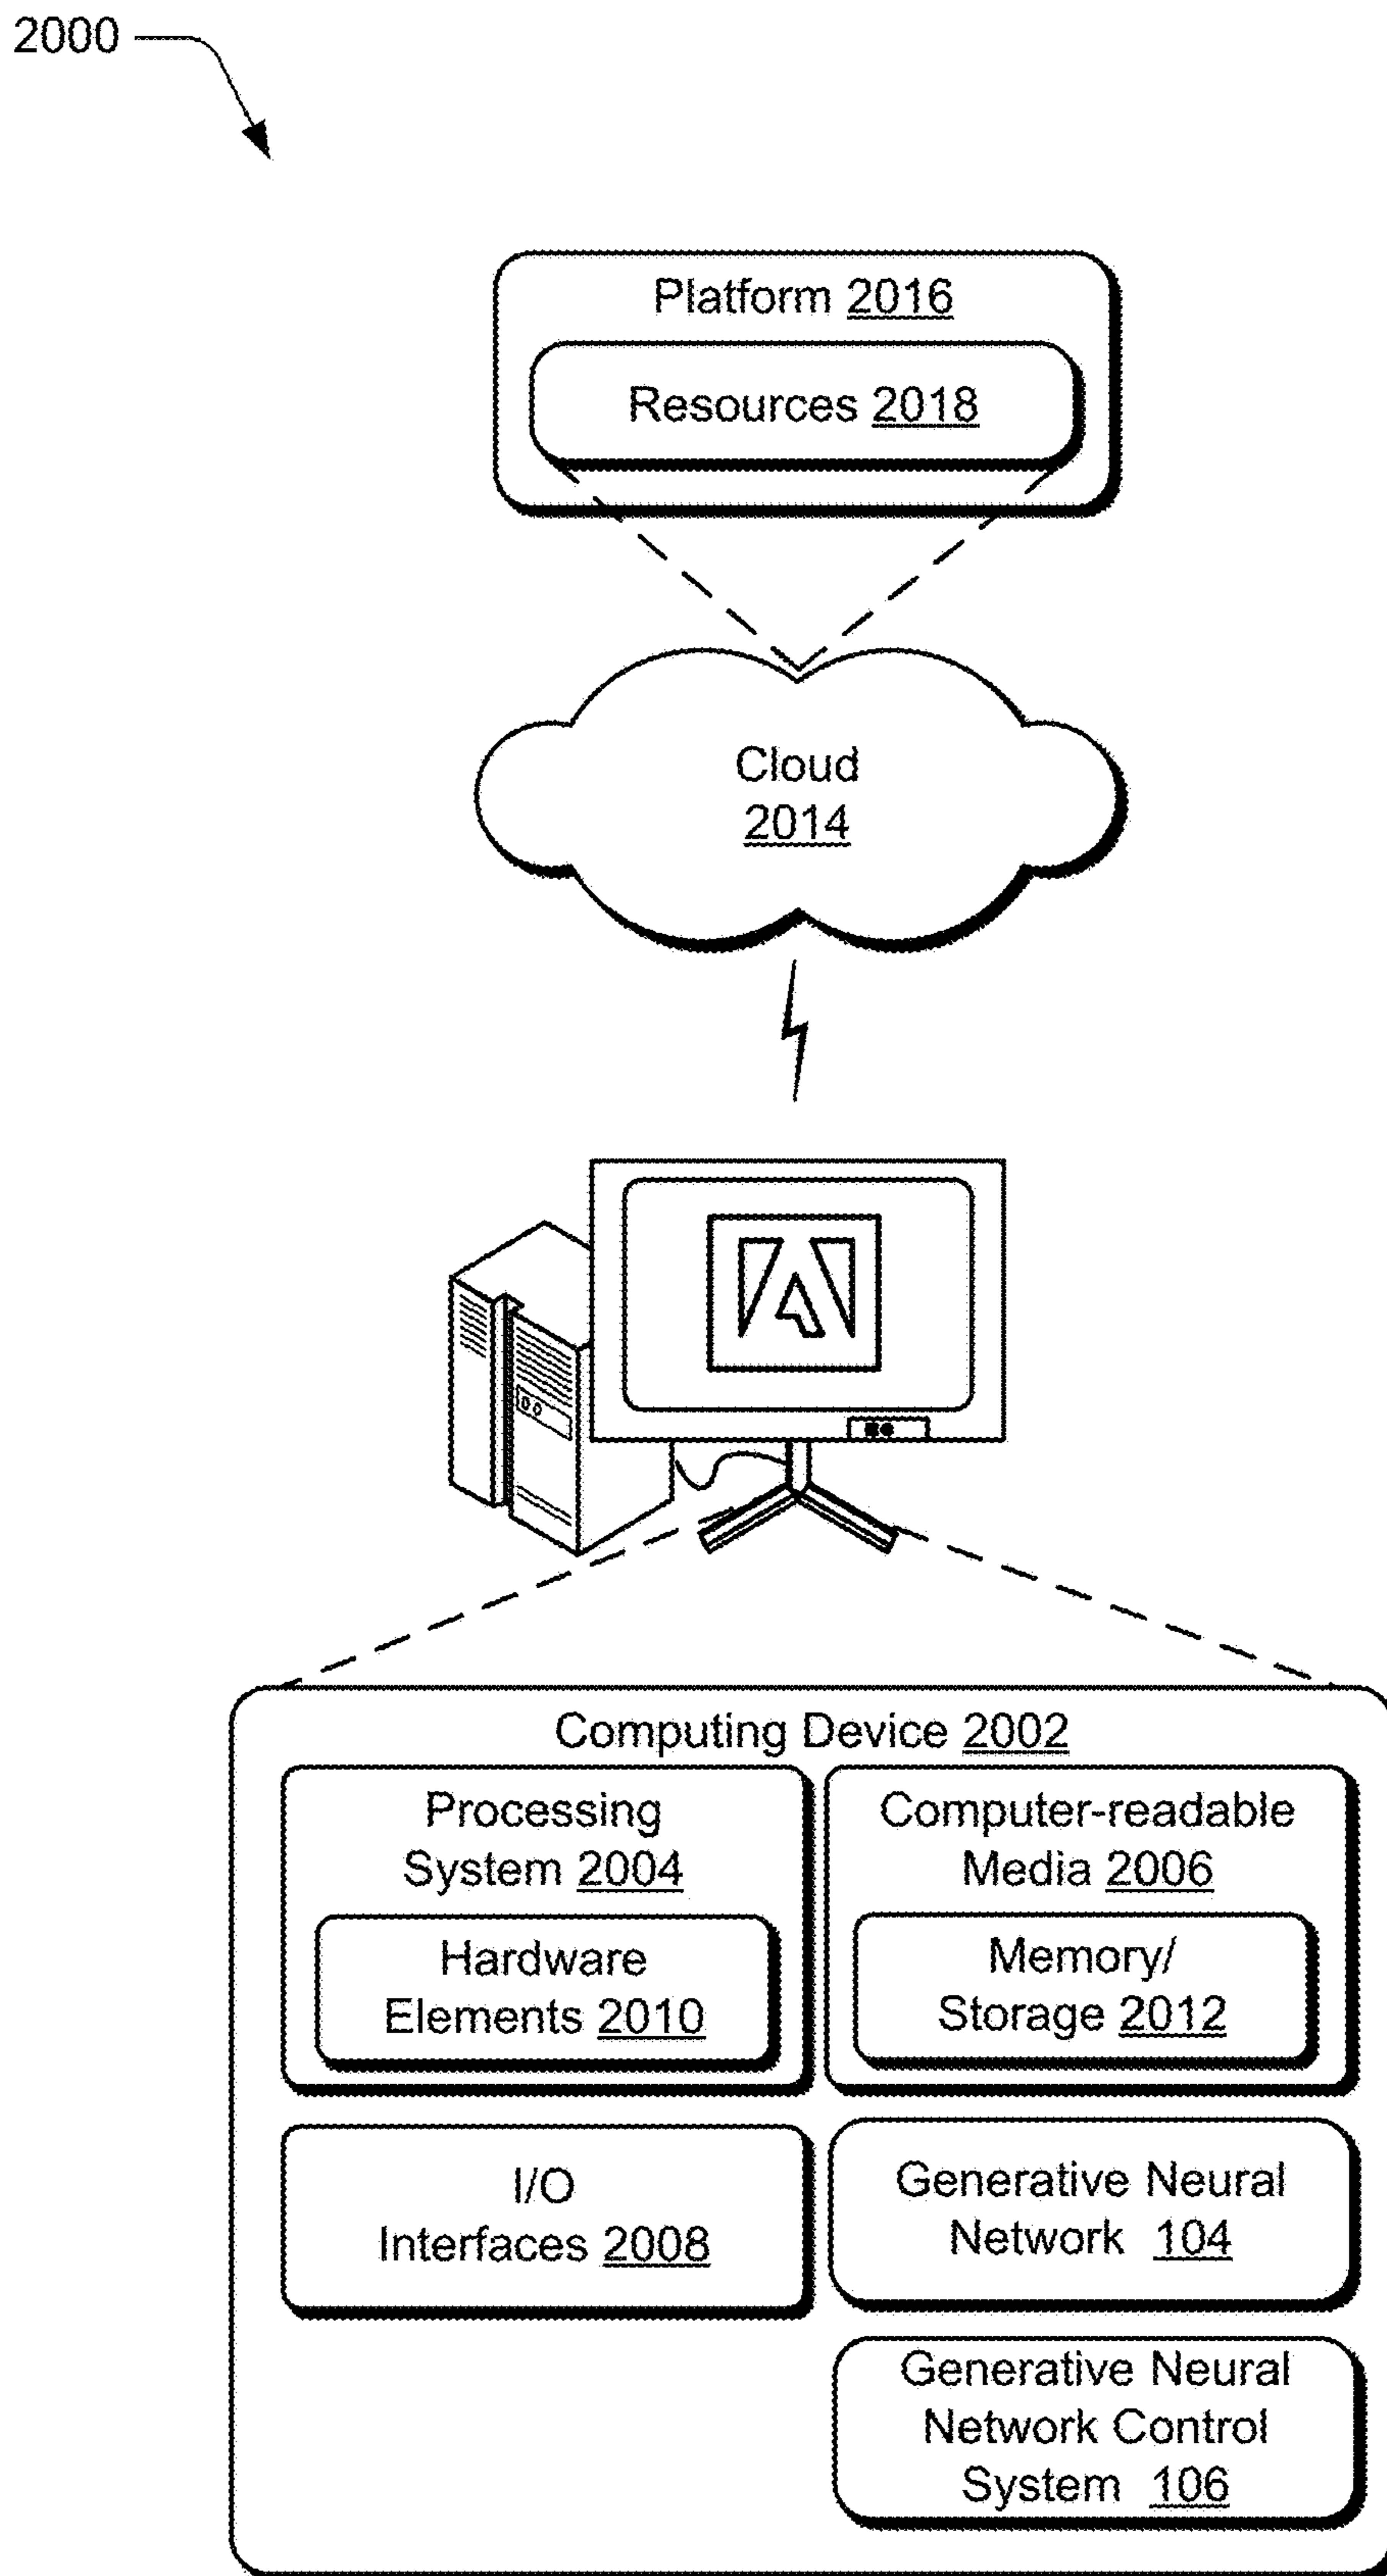 2000
Platform 2016
Resources 2018
Cloud
2014
Computing Device 2002
Processing
System 2004
Hardware
Elements 2010
Computer-readable
Media 2006
Memory/
Storage 2012
I/O
Interfaces 2008
Generative Neural
Network 104
Generative Neural
Network Control
System 106